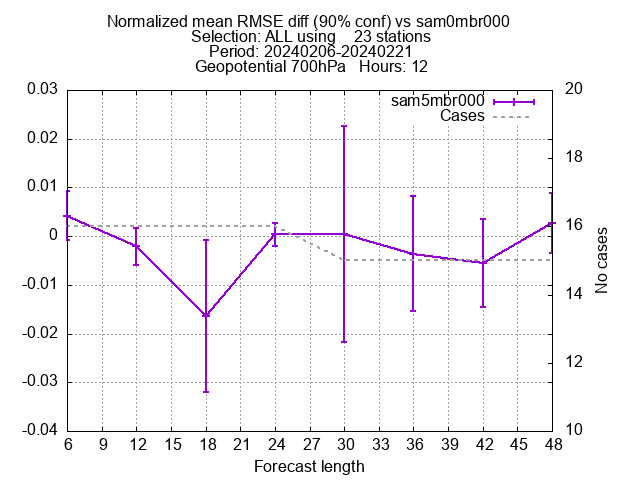 Normalized mean RMSE diff (90% conf) vs sam0mbr000
Selection: ALL using    23 stations
Period: 20240206-20240221
Geopotential 700hPa   Hours: 12
0.03
0.02
0.01
0
-0.01
-0.02
-0.03
-0.04
20
18
16
14
12
10
No cases
sam5mbr000
Cases
6 9 12 15 18 21 24 27 30 33 36 39 42 45 48
Forecast length